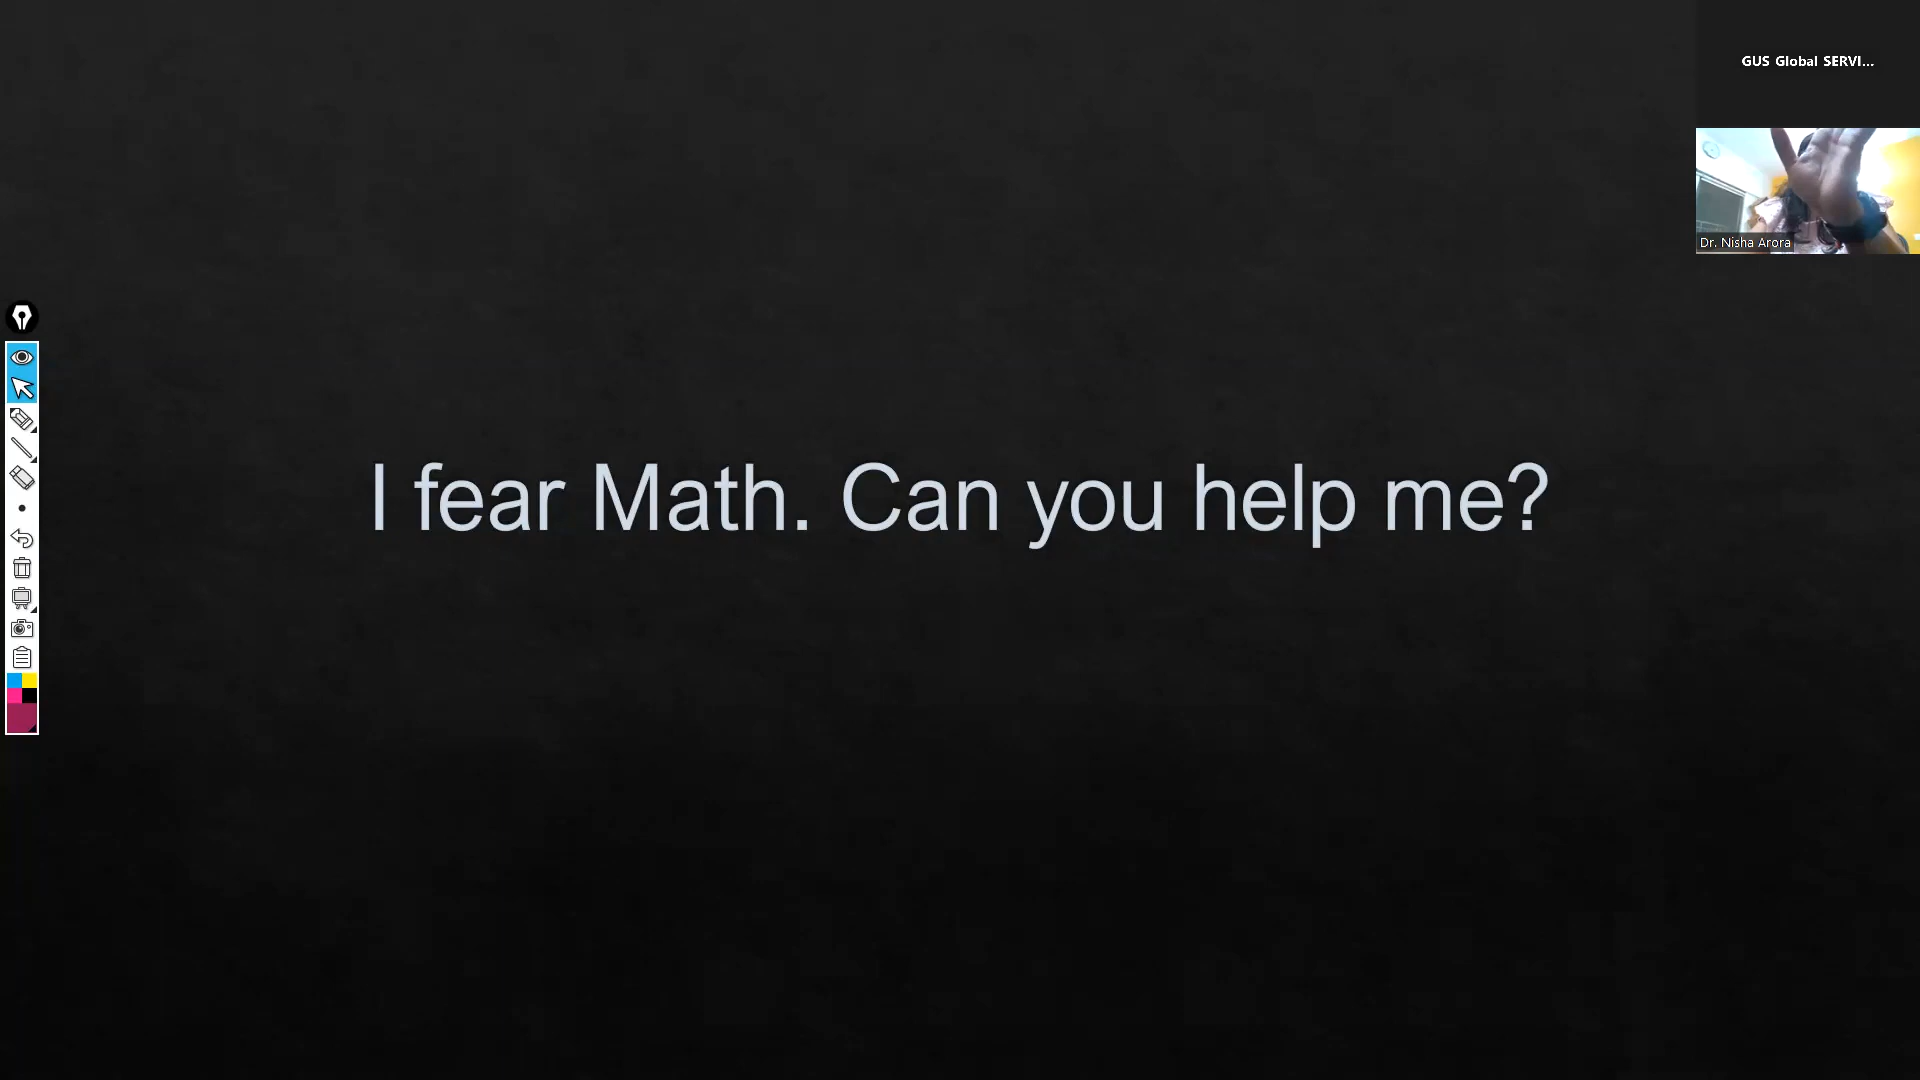 GUS Global SERVI...
Dr. Nisha Arora
I fear Math. Can you help me?